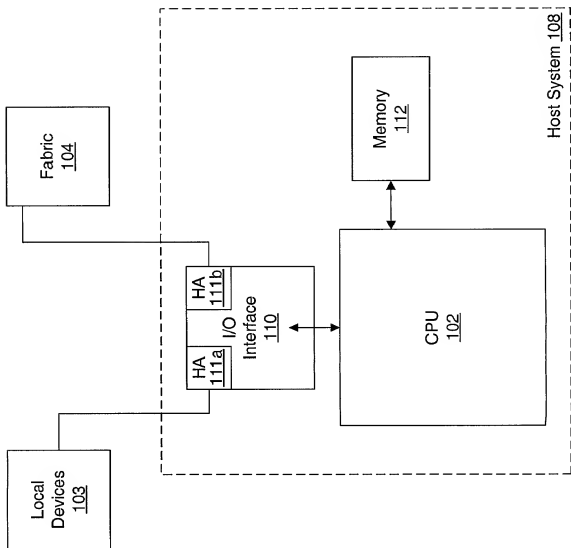 Local
Devices
103
Fabric
104
HA
111a
HA
111b
I/O
Interface
110
CPU
102
Memory
112
Host System 108